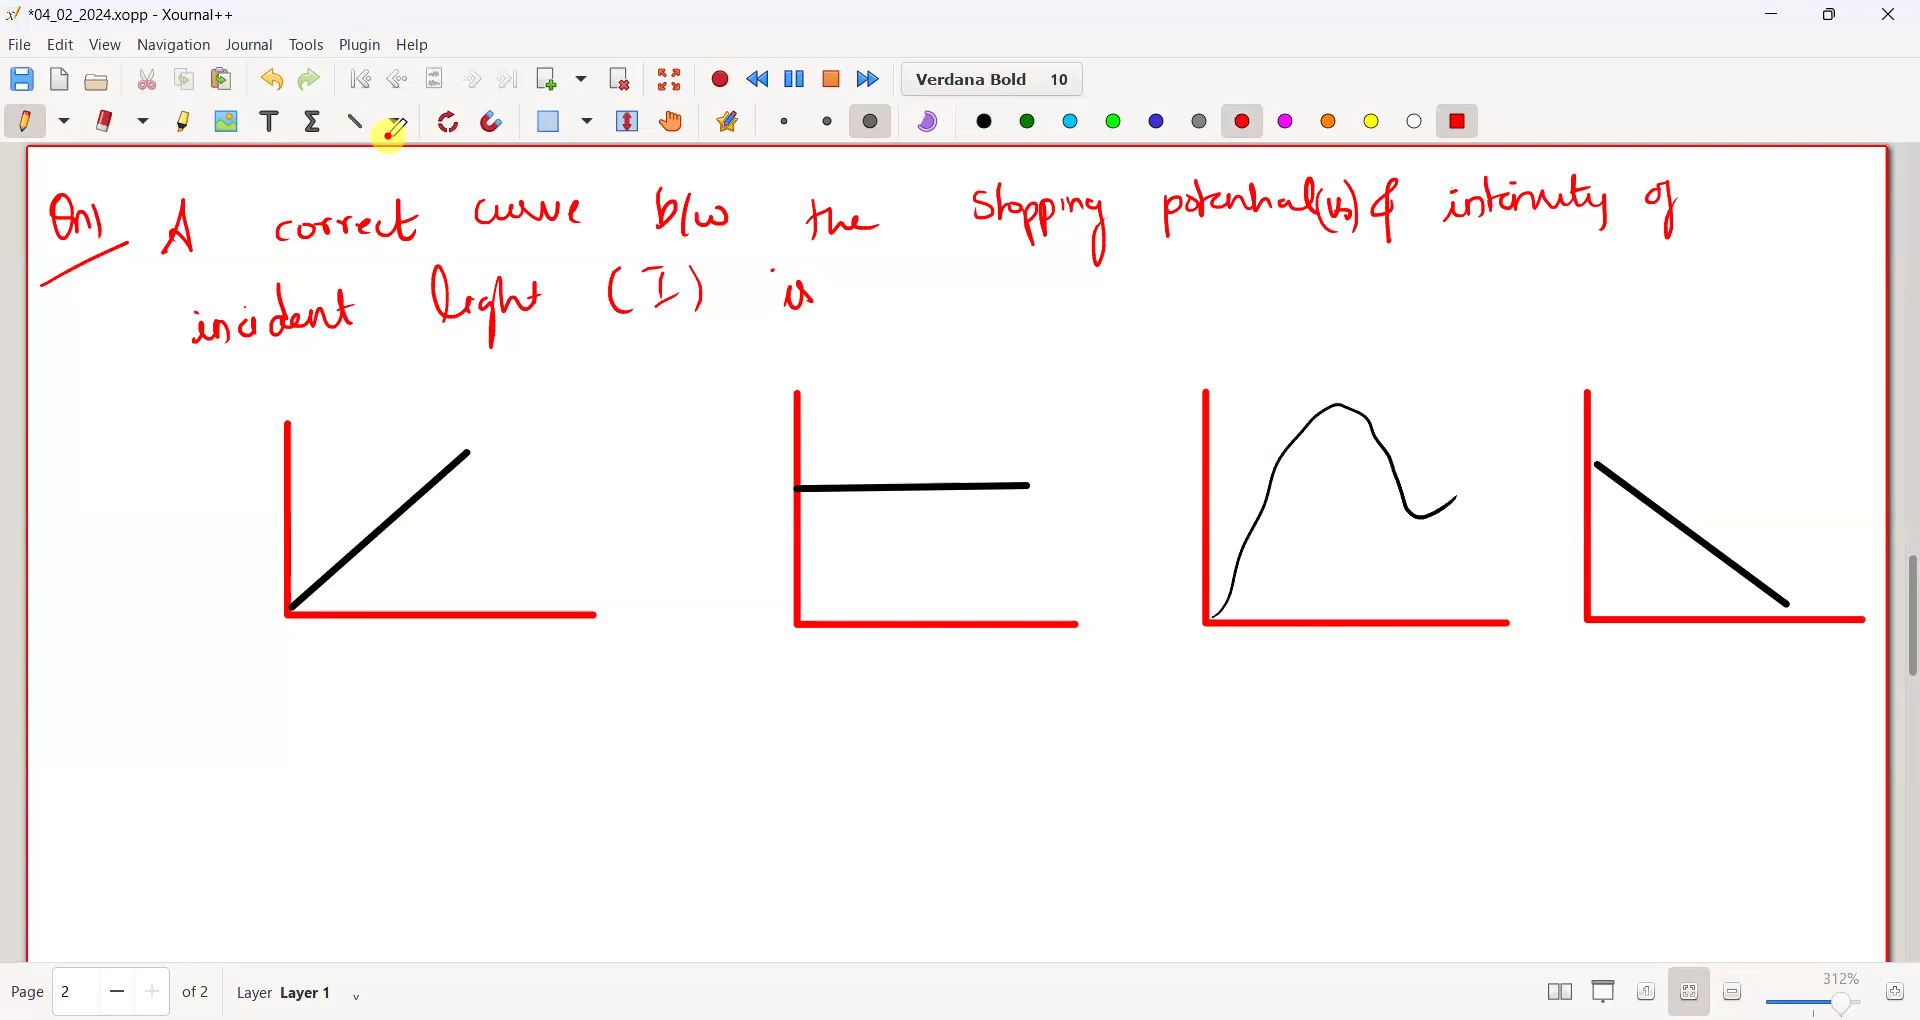 *04_02_2024.xopp - Xournal++
File Edit View Navigation Journal Tools Plugin Help
Verdana Bold 10
Qn) A correct curve b/w the stopping potential(vs) & intensity of
incident light (I) is
Page 2 of 2 Layer Layer 1
312%